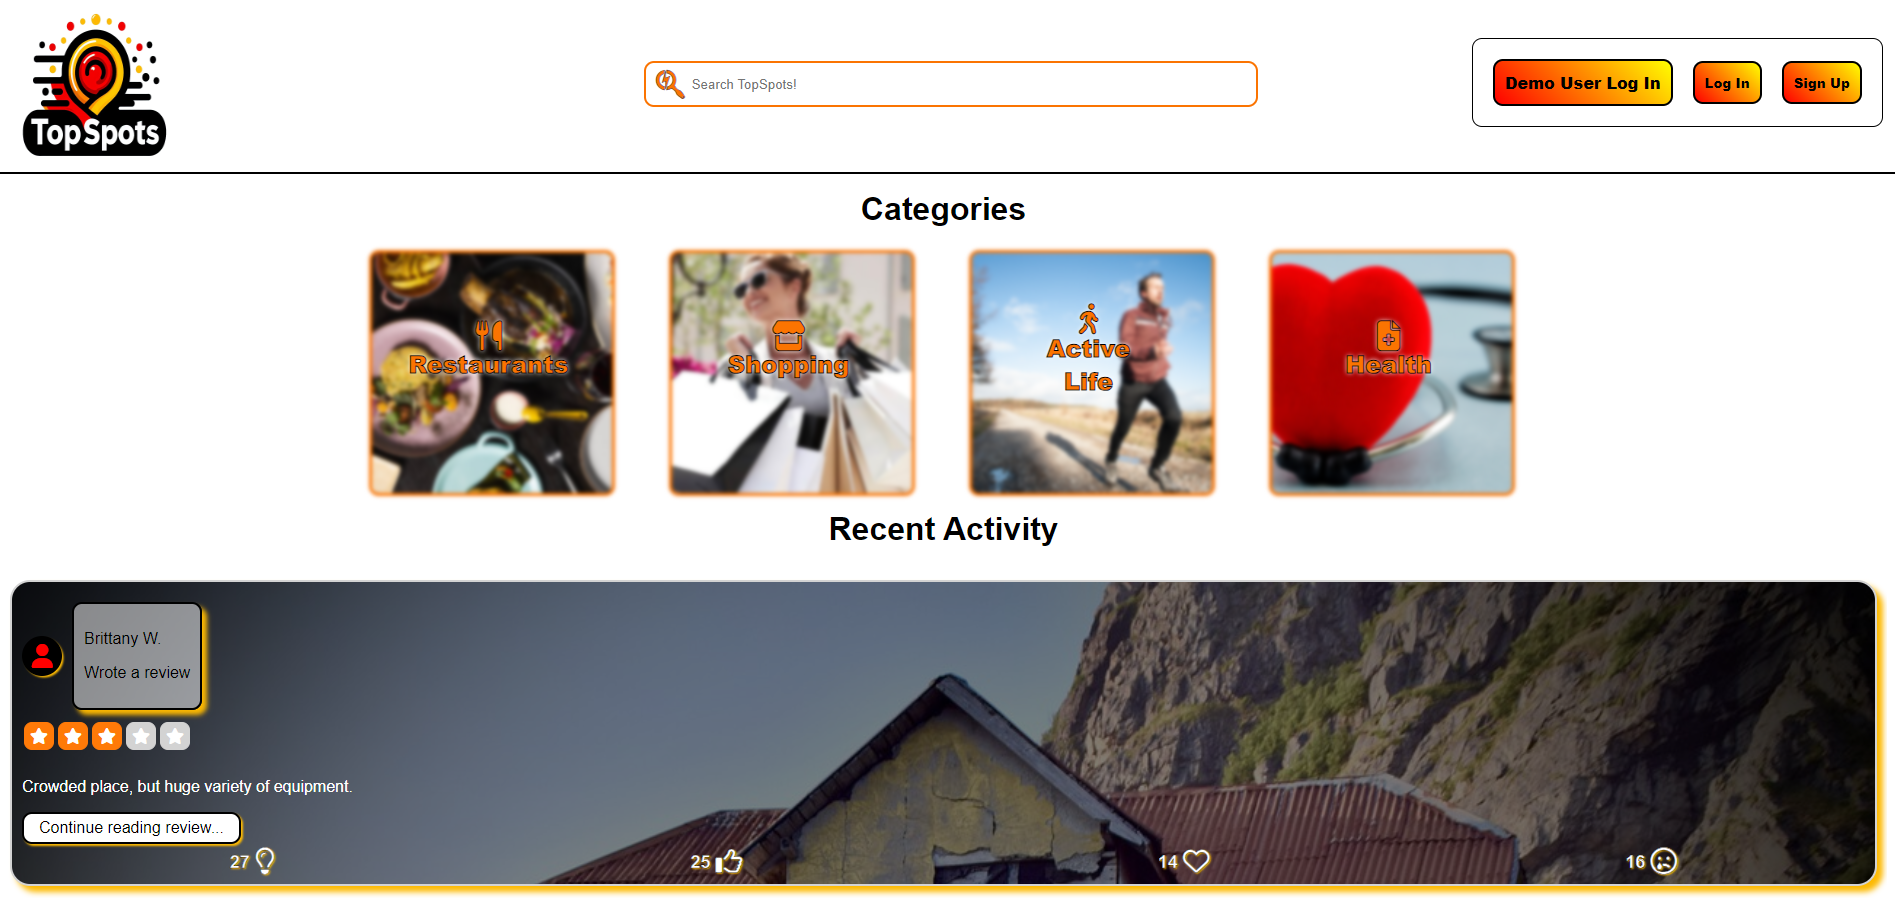 TopSpots
Search TopSpots!
Demo User Log In
Log In
Sign Up
Categories
Restaurants
Shopping
Active
Life
Health
Recent Activity
Brittany W.
Wrote a review
Crowded place, but huge variety of equipment.
Continue reading review...
27
25
14
16